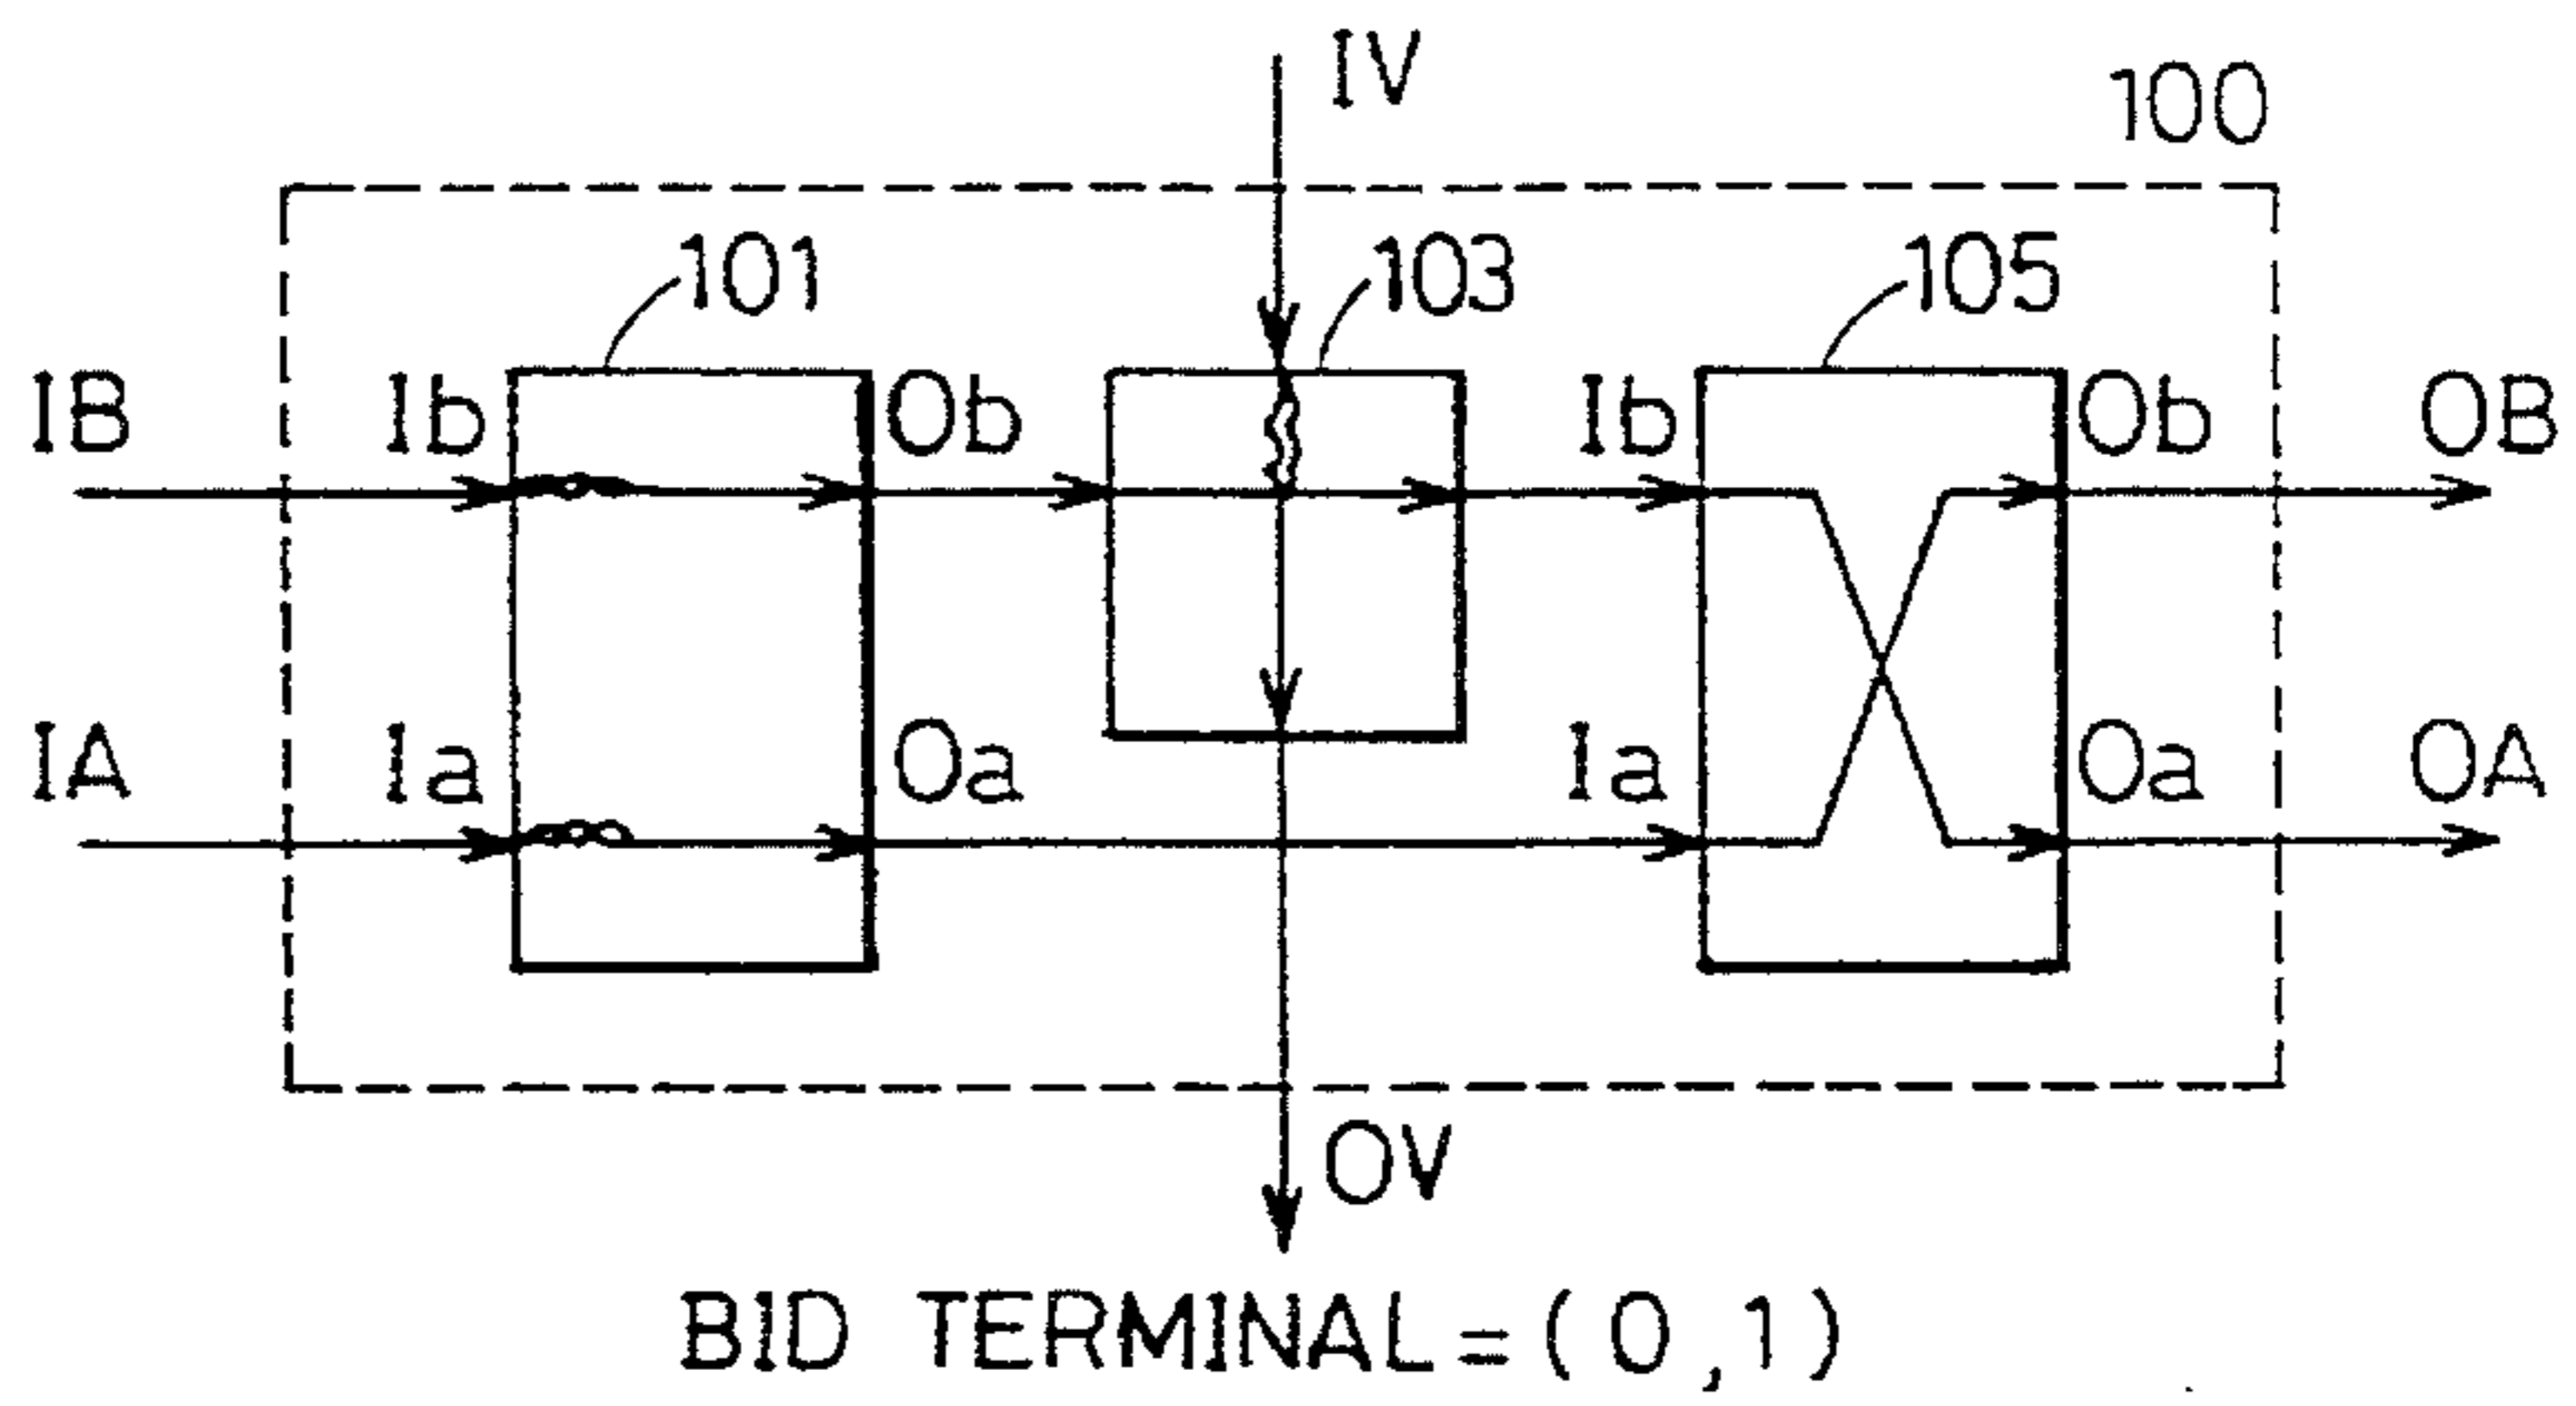 IV
100
101 103 105
IB Ib Ob Ib Ob OB
IA Ia Oa Ia Oa OA
OV
BID TERMINAL=(0,1)